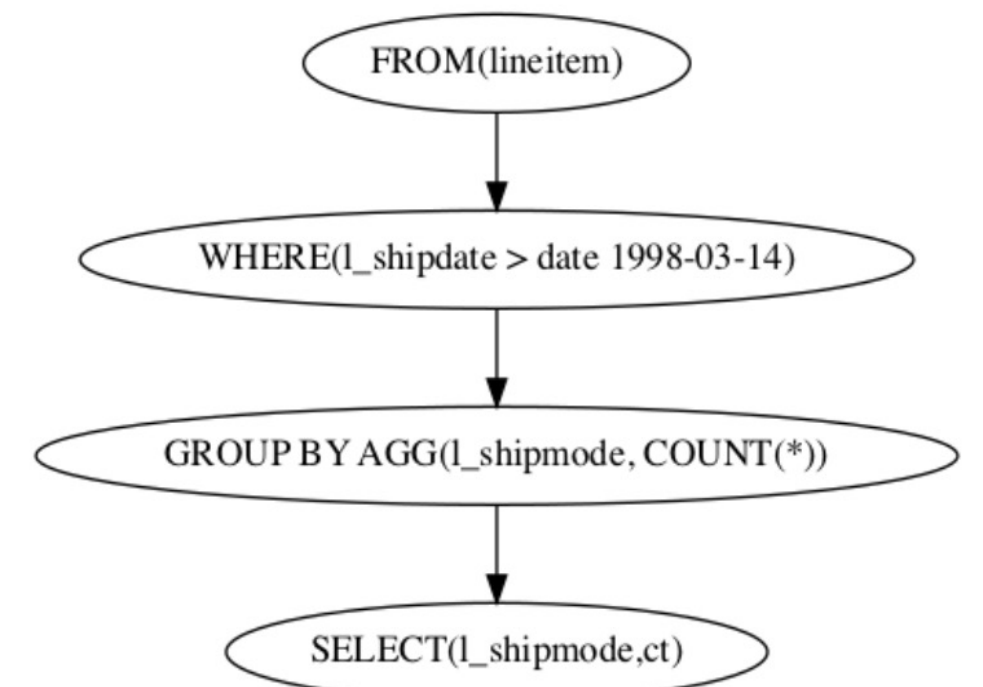 FROM(lineitem)
WHERE(l_shipdate > date 1998-03-14)
GROUP BY AGG(l_shipmode, COUNT(*))
SELECT(l_shipmode,ct)